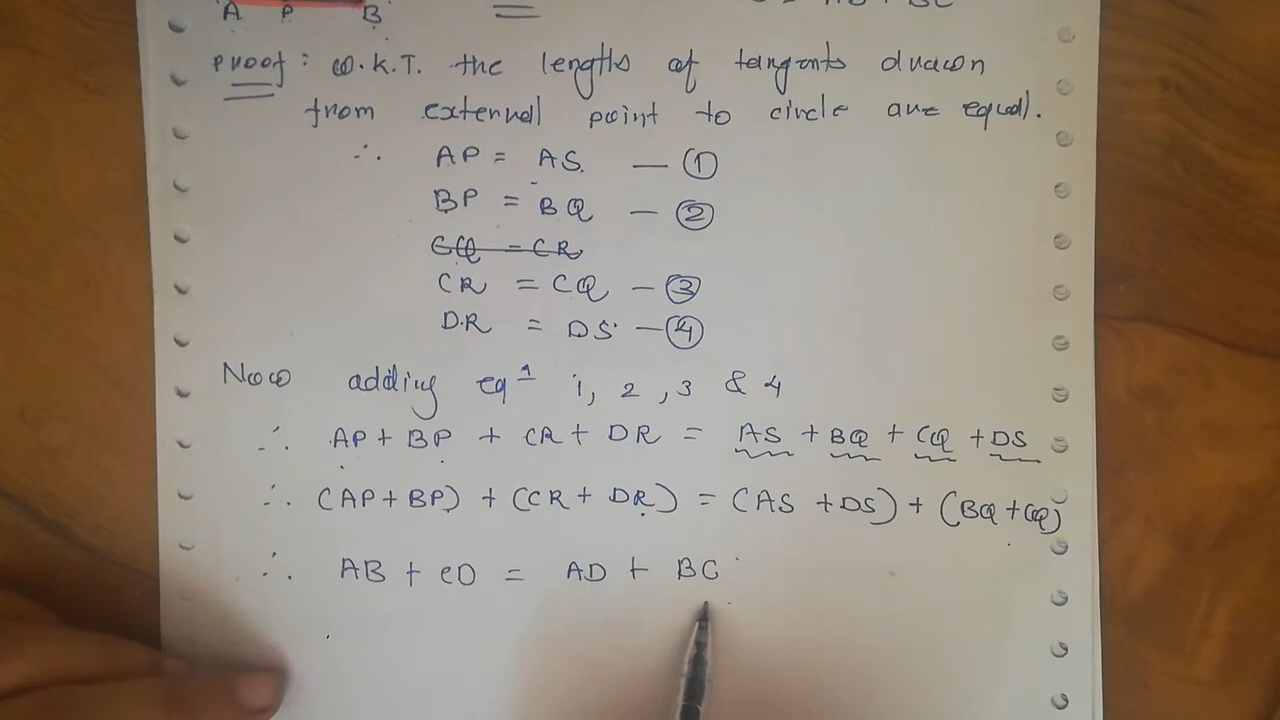 A P B
AD + BC
Proof : W.K.T. the lengths of tangents drawn
from external point to circle are equal.
∴ AP = AS. — ①
BP = BQ — ②
CQ = CR
CR = CQ — ③
DR = DS — ④
Now adding eqⁿ 1, 2, 3 & 4
∴ AP + BP + CR + DR = AS + BQ + CQ + DS
∴ (AP + BP) + (CR + DR) = (AS + DS) + (BQ + CQ)
∴ AB + CD = AD + BC